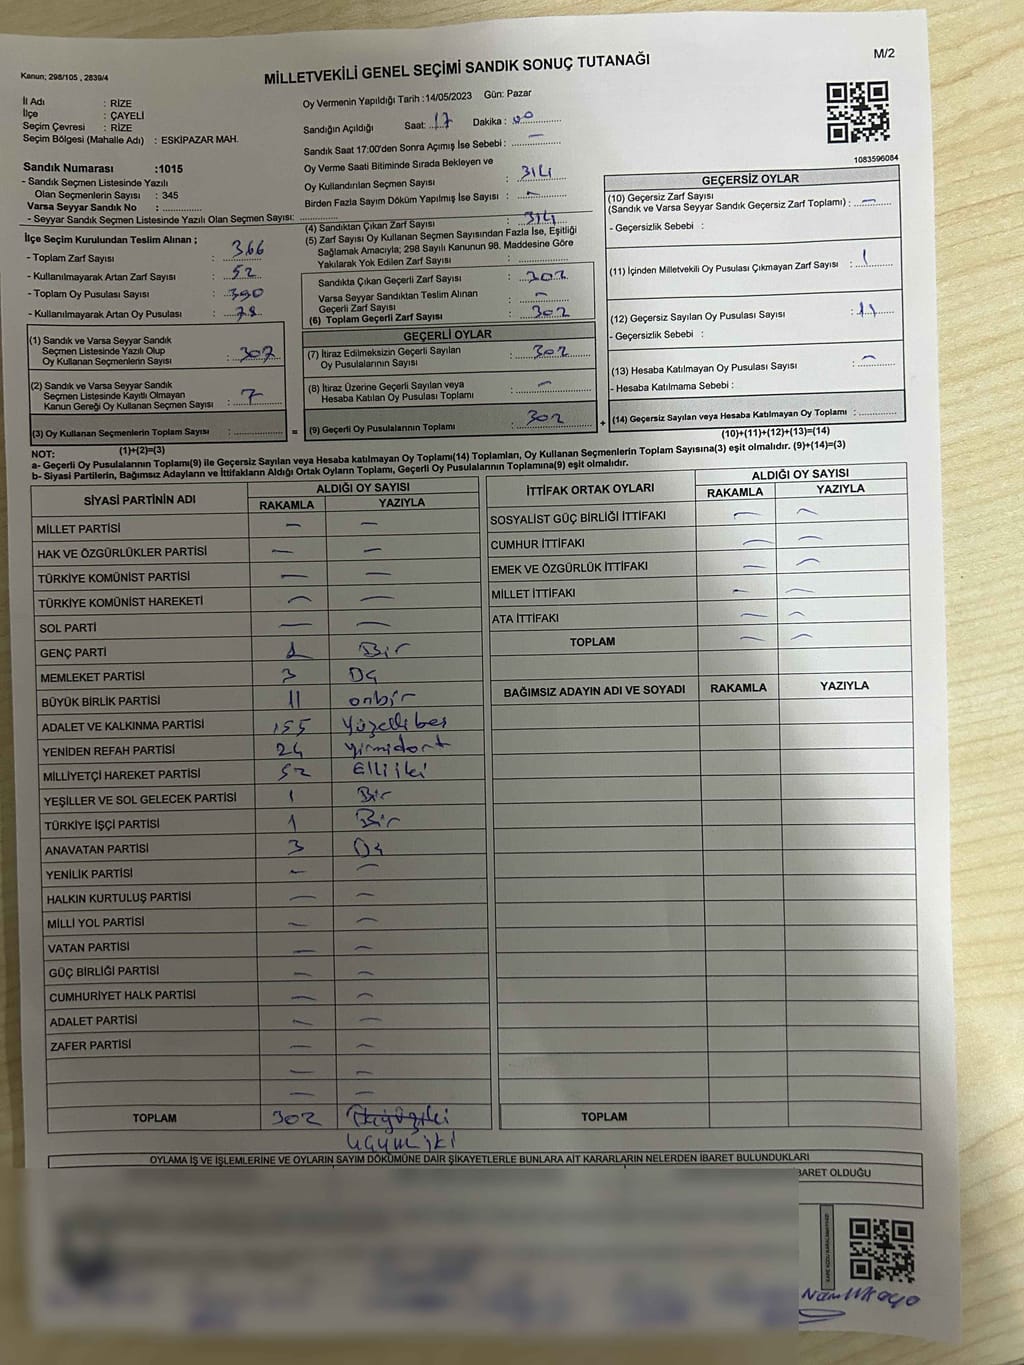 M/2
Kanun; 298/105 , 2839/4
MİLLETVEKİLİ GENEL SEÇİMİ SANDIK SONUÇ TUTANAĞI
İl Adı : RİZE
İlçe : ÇAYELİ
Seçim Çevresi : RİZE
Seçim Bölgesi (Mahalle Adı) : ESKİPAZAR MAH.
Sandık Numarası :1015
- Sandık Seçmen Listesinde Yazılı
Olan Seçmenlerin Sayısı : 345
Varsa Seyyar Sandık No :
- Seyyar Sandık Seçmen Listesinde Yazılı Olan Seçmen Sayısı:
Oy Vermenin Yapıldığı Tarih :14/05/2023 Gün: Pazar
Sandığın Açıldığı Saat: 17 Dakika : 00
Sandık Saat 17:00'den Sonra Açımış İse Sebebi : —
Oy Verme Saati Bitiminde Sırada Bekleyen ve
Oy Kullandırılan Seçmen Sayısı : 314
Birden Fazla Sayım Döküm Yapılmış İse Sayısı : —
1083596084
İlçe Seçim Kurulundan Teslim Alınan ;
- Toplam Zarf Sayısı : 366
- Kullanılmayarak Artan Zarf Sayısı : 52
- Toplam Oy Pusulası Sayısı : 390
- Kullanılmayarak Artan Oy Pusulası : 78
(1) Sandık ve Varsa Seyyar Sandık
Seçmen Listesinde Yazılı Olup
Oy Kullanan Seçmenlerin Sayısı : 307
(2) Sandık ve Varsa Seyyar Sandık
Seçmen Listesinde Kayıtlı Olmayan
Kanun Gereği Oy Kullanan Seçmen Sayısı : 7
(3) Oy Kullanan Seçmenlerin Toplam Sayısı :
(1)+(2)=(3)
(4) Sandıktan Çıkan Zarf Sayısı : 314
(5) Zarf Sayısı Oy Kullanan Seçmen Sayısından Fazla İse, Eşitliği
Sağlamak Amacıyla; 298 Sayılı Kanunun 98. Maddesine Göre
Yakılarak Yok Edilen Zarf Sayısı :
Sandıkta Çıkan Geçerli Zarf Sayısı : 302
Varsa Seyyar Sandıktan Teslim Alınan
Geçerli Zarf Sayısı : —
(6) Toplam Geçerli Zarf Sayısı : 302
GEÇERLİ OYLAR
(7) İtiraz Edilmeksizin Geçerli Sayılan
Oy Pusulalarının Sayısı : 302
(8) İtiraz Üzerine Geçerli Sayılan veya
Hesaba Katılan Oy Pusulası Toplamı : —
= (9) Geçerli Oy Pusulalarının Toplamı : 302 +
GEÇERSİZ OYLAR
(10) Geçersiz Zarf Sayısı
(Sandık ve Varsa Seyyar Sandık Geçersiz Zarf Toplamı) : —
- Geçersizlik Sebebi :
(11) İçinden Milletvekili Oy Pusulası Çıkmayan Zarf Sayısı : 1
(12) Geçersiz Sayılan Oy Pusulası Sayısı : 11
- Geçersizlik Sebebi :
(13) Hesaba Katılmayan Oy Pusulası Sayısı : —
- Hesaba Katılmama Sebebi :
(14) Geçersiz Sayılan veya Hesaba Katılmayan Oy Toplamı :
(10)+(11)+(12)+(13)=(14)
NOT:
a- Geçerli Oy Pusulalarının Toplamı(9) ile Geçersiz Sayılan veya Hesaba katılmayan Oy Toplamı(14) Toplamları, Oy Kullanan Seçmenlerin Toplam Sayısına(3) eşit olmalıdır. (9)+(14)=(3)
b- Siyasi Partilerin, Bağımsız Adayların ve İttifakların Aldığı Ortak Oyların Toplamı, Geçerli Oy Pusulalarının Toplamına(9) eşit olmalıdır.
SİYASİ PARTİNİN ADI ALDIĞI OY SAYISI
RAKAMLA YAZIYLA
MİLLET PARTİSİ — —
HAK VE ÖZGÜRLÜKLER PARTİSİ — —
TÜRKİYE KOMÜNİST PARTİSİ — —
TÜRKİYE KOMÜNİST HAREKETİ — —
SOL PARTİ — —
GENÇ PARTİ 1 Bir
MEMLEKET PARTİSİ 3 Üç
BÜYÜK BİRLİK PARTİSİ 11 onbir
ADALET VE KALKINMA PARTİSİ 155 Yüzellibeş
YENİDEN REFAH PARTİSİ 24 yirmidört
MİLLİYETÇİ HAREKET PARTİSİ 52 Elliiki
YEŞİLLER VE SOL GELECEK PARTİSİ 1 Bir
TÜRKİYE İŞÇİ PARTİSİ 1 Bir
ANAVATAN PARTİSİ 3 Üç
YENİLİK PARTİSİ — —
HALKIN KURTULUŞ PARTİSİ — —
MİLLİ YOL PARTİSİ — —
VATAN PARTİSİ — —
GÜÇ BİRLİĞİ PARTİSİ — —
CUMHURİYET HALK PARTİSİ — —
ADALET PARTİSİ — —
ZAFER PARTİSİ — —
— —
— —
TOPLAM 302
üçyüziki
İTTİFAK ORTAK OYLARI ALDIĞI OY SAYISI
RAKAMLA YAZIYLA
SOSYALİST GÜÇ BİRLİĞİ İTTİFAKI — —
CUMHUR İTTİFAKI — —
EMEK VE ÖZGÜRLÜK İTTİFAKI — —
MİLLET İTTİFAKI — —
ATA İTTİFAKI — —
TOPLAM — —
BAĞIMSIZ ADAYIN ADI VE SOYADI RAKAMLA YAZIYLA
TOPLAM
OYLAMA İŞ VE İŞLEMLERİNE VE OYLARIN SAYIM DÖKÜMÜNE DAİR ŞİKAYETLERLE BUNLARA AİT KARARLARIN NELERDEN İBARET BULUNDUKLARI
BARET OLDUĞU